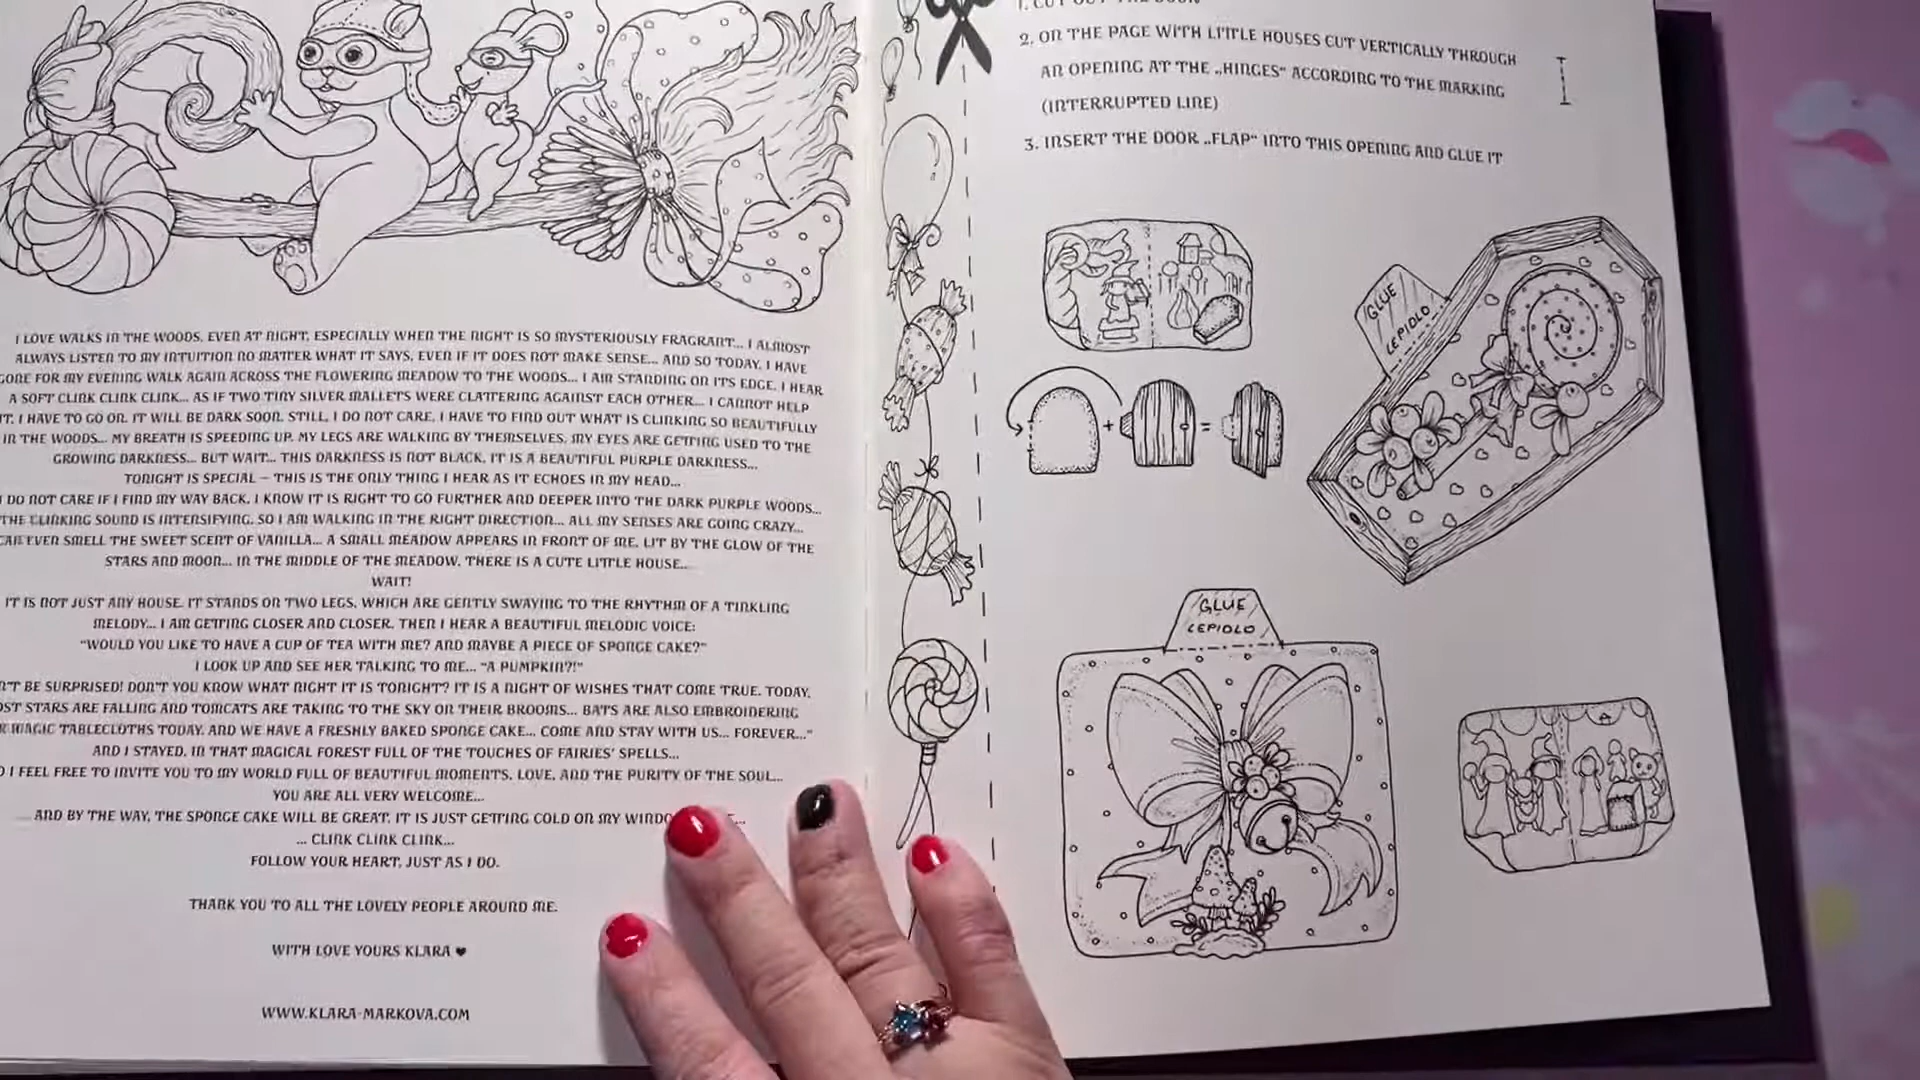 I LOVE WALKS IN THE WOODS, EVEN AT NIGHT, ESPECIALLY WHEN THE NIGHT IS SO MYSTERIOUSLY FRAGRANT... I ALMOST
ALWAYS LISTEN TO MY INTUITION NO MATTER WHAT IT SAYS, EVEN IF IT DOES NOT MAKE SENSE... AND SO TODAY, I HAVE
GONE FOR MY EVENING WALK AGAIN ACROSS THE FLOWERING MEADOW TO THE WOODS... I AM STANDING ON ITS EDGE, I HEAR
A SOFT CLINK CLINK CLINK... AS IF TWO TINY SILVER MALLETS WERE CLATTERING AGAINST EACH OTHER... I CANNOT HELP
IT, I HAVE TO GO ON. IT WILL BE DARK SOON. STILL, I DO NOT CARE, I HAVE TO FIND OUT WHAT IS CLINKING SO BEAUTIFULLY
IN THE WOODS... MY BREATH IS SPEEDING UP, MY LEGS ARE WALKING BY THEMSELVES, MY EYES ARE GETTING USED TO THE
GROWING DARKNESS... BUT WAIT... THIS DARKNESS IS NOT BLACK, IT IS A BEAUTIFUL PURPLE DARKNESS...
TONIGHT IS SPECIAL – THIS IS THE ONLY THING I HEAR AS IT ECHOES IN MY HEAD...
I DO NOT CARE IF I FIND MY WAY BACK, I KNOW IT IS RIGHT TO GO FURTHER AND DEEPER INTO THE DARK PURPLE WOODS...
THE CLINKING SOUND IS INTENSIFYING, SO I AM WALKING IN THE RIGHT DIRECTION... ALL MY SENSES ARE GOING CRAZY...
EVEN SMELL THE SWEET SCENT OF VANILLA... A SMALL MEADOW APPEARS IN FRONT OF ME, LIT BY THE GLOW OF THE
STARS AND MOON... IN THE MIDDLE OF THE MEADOW, THERE IS A CUTE LITTLE HOUSE...
WAIT!
IT IS NOT JUST ANY HOUSE. IT STANDS ON TWO LEGS, WHICH ARE GENTLY SWAYING TO THE RHYTHM OF A TINKLING
MELODY... I AM GETTING CLOSER AND CLOSER. THEN I HEAR A BEAUTIFUL MELODIC VOICE:
"WOULD YOU LIKE TO HAVE A CUP OF TEA WITH ME? AND MAYBE A PIECE OF SPONGE CAKE?"
I LOOK UP AND SEE HER TALKING TO ME... "A PUMPKIN?!"
BE SURPRISED! DON'T YOU KNOW WHAT NIGHT IT IS TONIGHT? IT IS A NIGHT OF WISHES THAT COME TRUE. TODAY,
STARS ARE FALLING AND TOMCATS ARE TAKING TO THE SKY ON THEIR BROOMS... BATS ARE ALSO EMBROIDERING
MAGIC TABLECLOTHS TODAY, AND WE HAVE A FRESHLY BAKED SPONGE CAKE... COME AND STAY WITH US... FOREVER..."
AND I STAYED, IN THAT MAGICAL FOREST FULL OF THE TOUCHES OF FAIRIES' SPELLS...
I FEEL FREE TO INVITE YOU TO MY WORLD FULL OF BEAUTIFUL MOMENTS, LOVE, AND THE PURITY OF THE SOUL...
YOU ARE ALL VERY WELCOME...
... AND BY THE WAY, THE SPONGE CAKE WILL BE GREAT, IT IS JUST GETTING COLD ON MY
... CLINK CLINK CLINK...
FOLLOW YOUR HEART, JUST AS I DO.
THANK YOU TO ALL THE LOVELY PEOPLE AROUND ME.
WITH LOVE YOURS KLARA ♥
WWW.KLARA-MARKOVA.COM
1. CUT OUT THE DOOR
2. ON THE PAGE WITH LITTLE HOUSES CUT VERTICALLY THROUGH
AN OPENING AT THE „HINGES“ ACCORDING TO THE MARKING
(INTERRUPTED LINE)
3. INSERT THE DOOR „FLAP“ INTO THIS OPENING AND GLUE IT
GLUE
LEPIDLO
GLUE
LEPIDLO